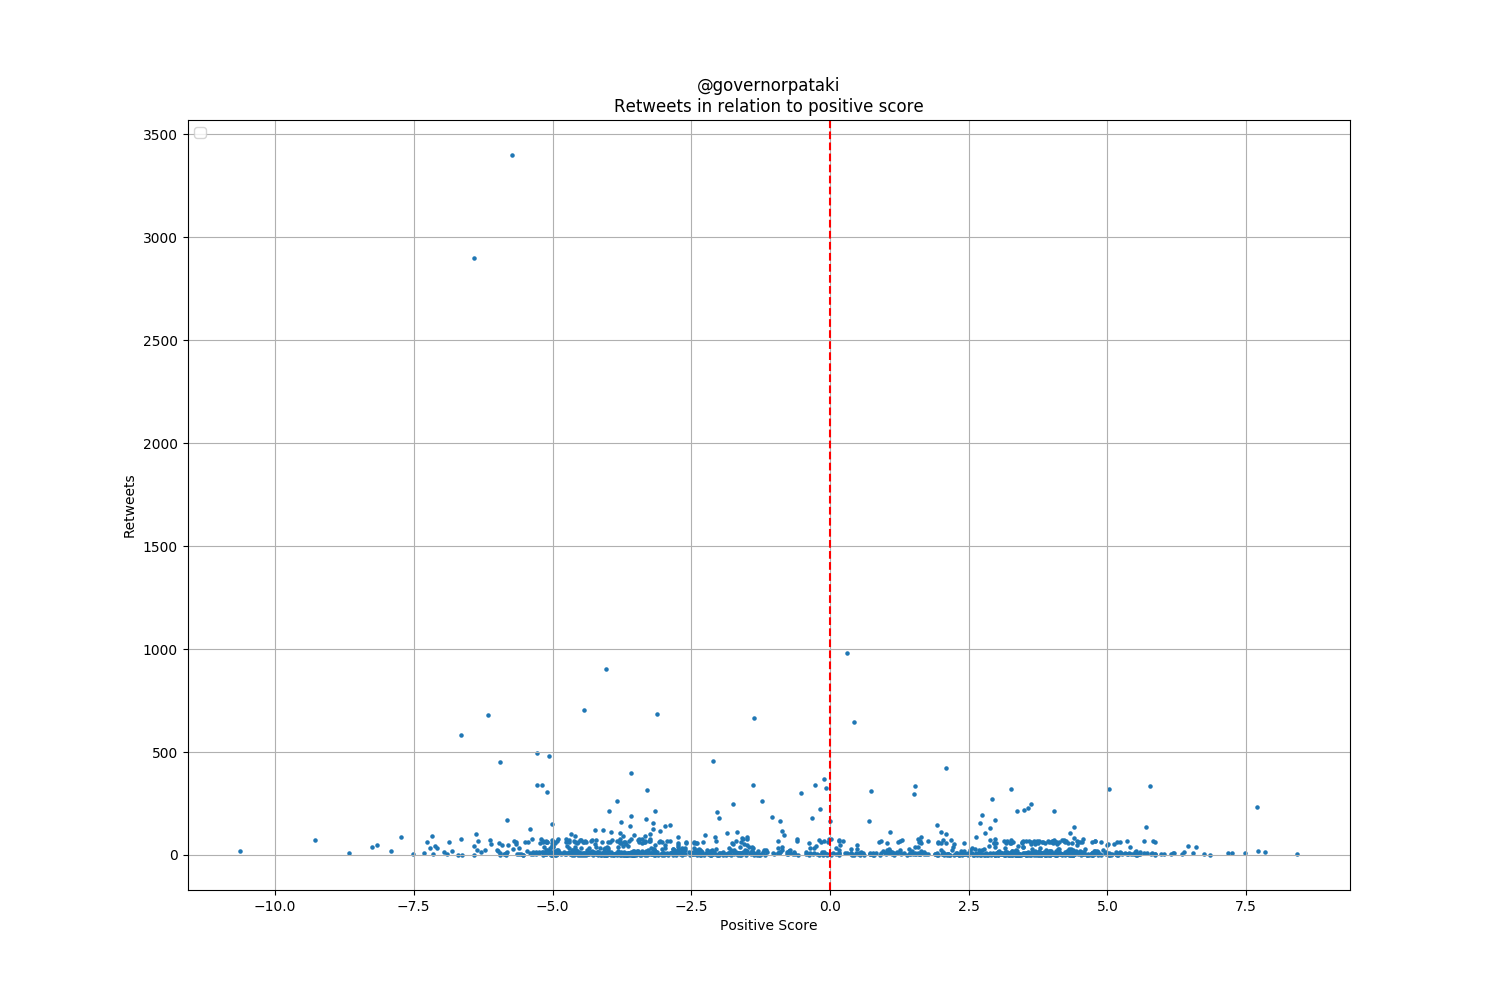 @governorpataki
Retweets in relation to positive score
3500
3000
2500
2000
1500
1000
500
0
Retweets
−10.0 −7.5 −5.0 −2.5 0.0 2.5 5.0 7.5
Positive Score